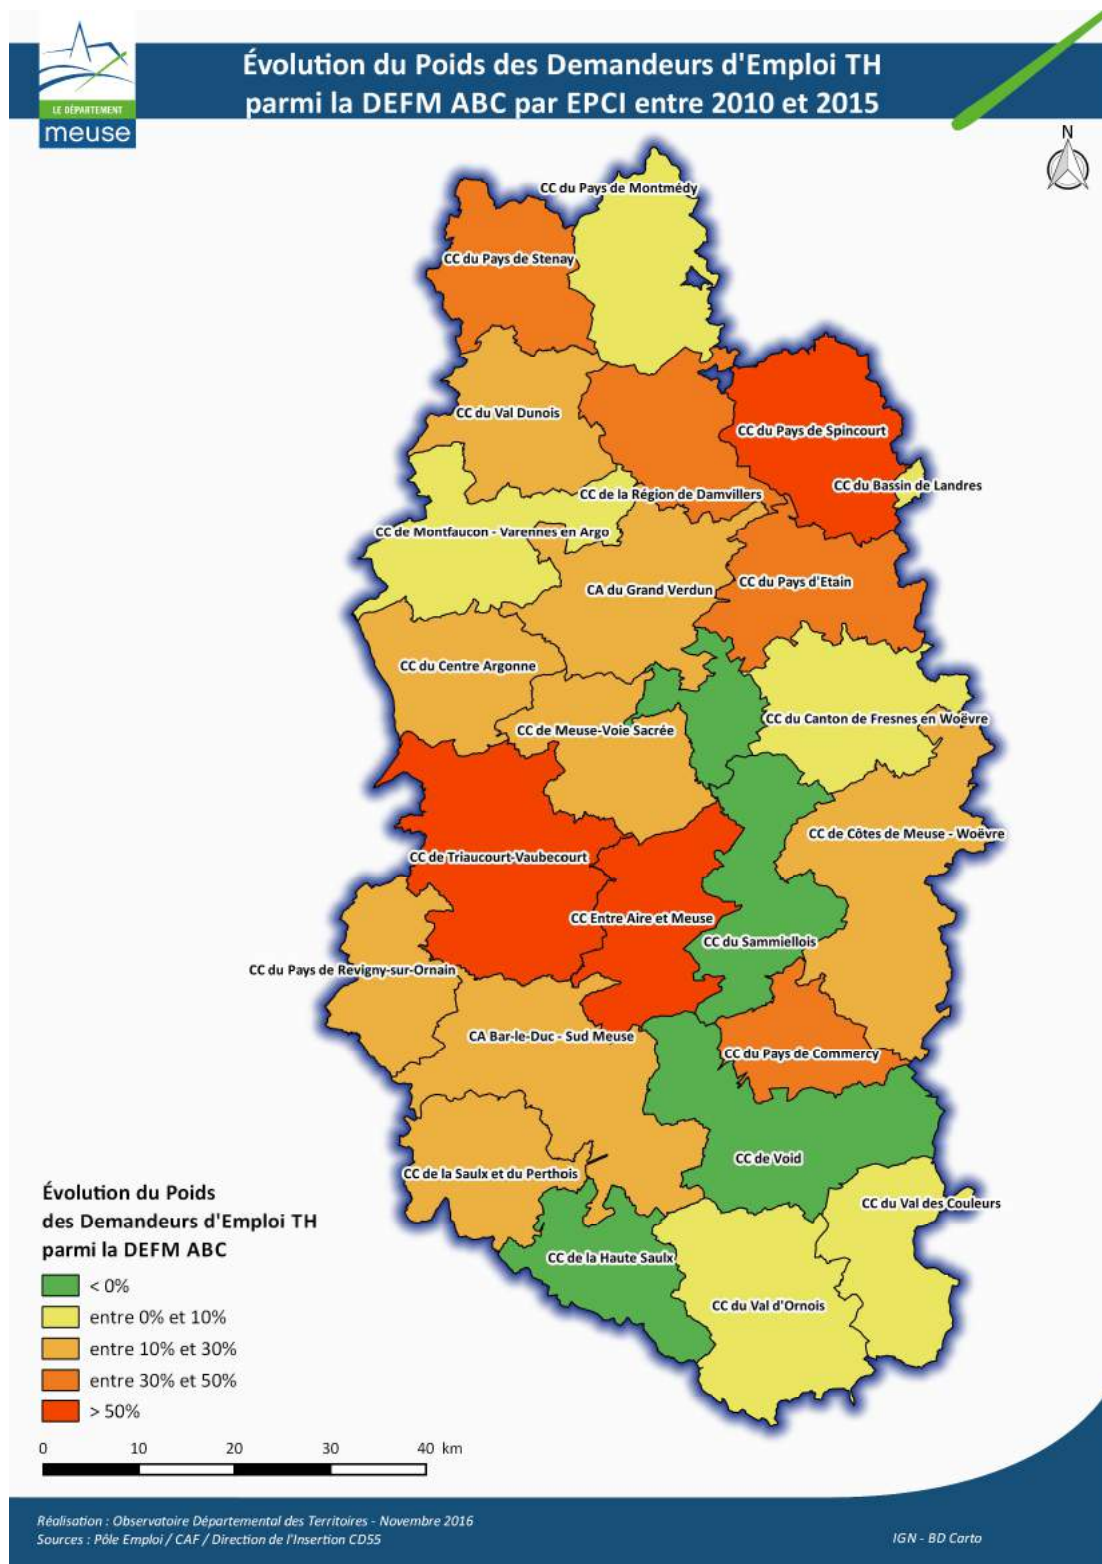 LE DÉPARTEMENT
meuse
Évolution du Poids des Demandeurs d'Emploi TH
parmi la DEFM ABC par EPCI entre 2010 et 2015
N
CC du Pays de Montmédy
CC du Pays de Stenay
CC du Val Dunois
CC du Pays de Spincourt
CC du Bassin de Landres
CC de la Région de Damvillers
CC de Montfaucon - Varennes en Argo
CC du Pays d'Etain
CA du Grand Verdun
CC du Centre Argonne
CC du Canton de Fresnes en Woëvre
CC de Meuse-Voie Sacrée
CC de Côtes de Meuse - Woëvre
CC de Triaucourt-Vaubecourt
CC Entre Aire et Meuse
CC du Sammiellois
CC du Pays de Revigny-sur-Ornain
CA Bar-le-Duc - Sud Meuse
CC du Pays de Commercy
CC de Void
CC de la Saulx et du Perthois
CC du Val des Couleurs
CC de la Haute Saulx
CC du Val d'Ornois
Évolution du Poids
des Demandeurs d'Emploi TH
parmi la DEFM ABC
< 0%
entre 0% et 10%
entre 10% et 30%
entre 30% et 50%
> 50%
0 10 20 30 40 km
Réalisation : Observatoire Départemental des Territoires - Novembre 2016
Sources : Pôle Emploi / CAF / Direction de l'Insertion CD55
IGN - BD Carto